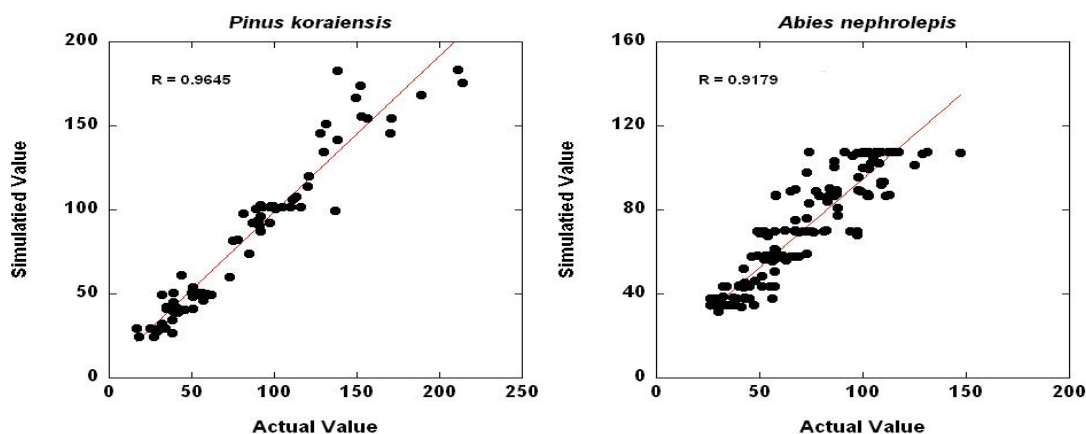 Pinus koraiensis
Abies nephrolepis
200
150
100
50
0
R = 0.9645
Simulatied Value
0 50 100 150 200 250
Actual Value
160
120
80
40
0
R = 0.9179
Simulatied Value
0 50 100 150 200
Actual Value